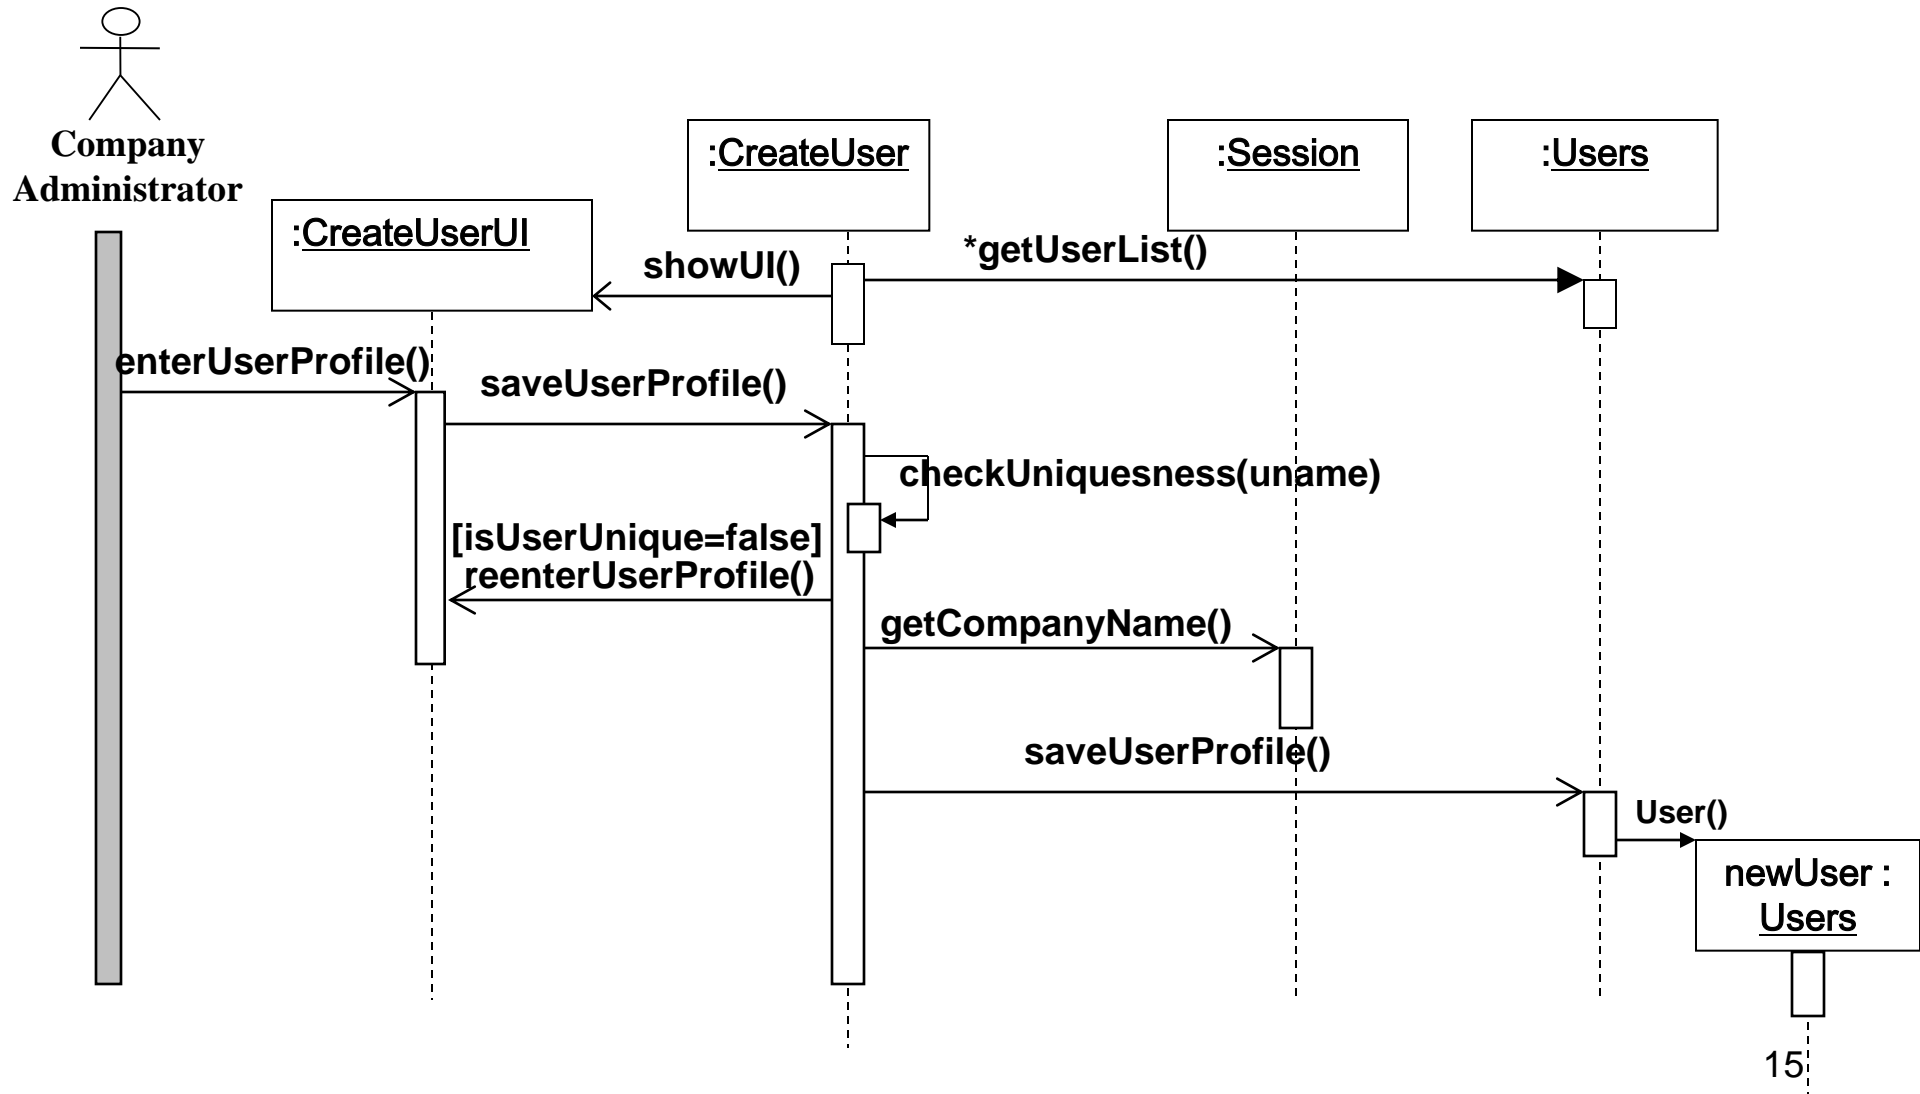 Company
Administrator
:CreateUserUI
:CreateUser
:Session
:Users
showUI()
*getUserList()
enterUserProfile()
saveUserProfile()
checkUniquesness(uname)
[isUserUnique=false]
reenterUserProfile()
getCompanyName()
saveUserProfile()
User()
newUser :
Users
15